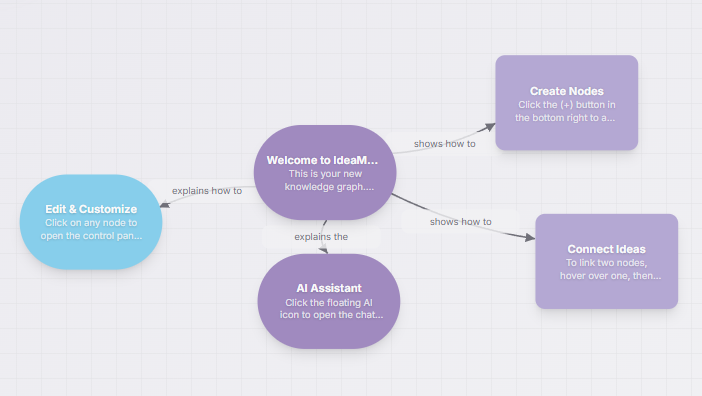 Create Nodes
Click the (+) button in
the bottom right to a...
shows how to
Welcome to IdeaM...
This is your new
knowledge graph....
explains how to
Edit & Customize
Click on any node to
open the control pan...
shows how to
explains the
Connect Ideas
To link two nodes,
hover over one, then...
AI Assistant
Click the floating AI
icon to open the chat...